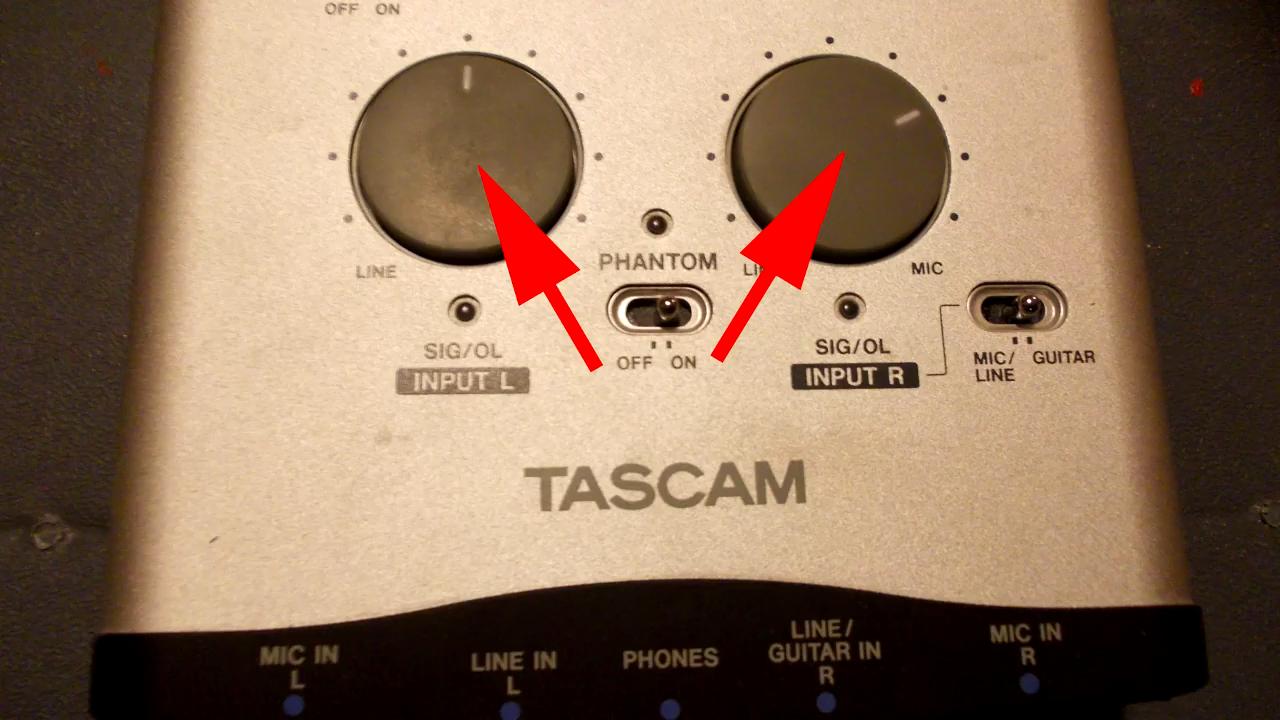 OFF ON
PHANTOM
LINE
MIC
SIG/OL
INPUT L
OFF ON
SIG/OL
INPUT R
MIC/ GUITAR
LINE
TASCAM
MIC IN
L
LINE IN
L
PHONES
LINE/
GUITAR IN
R
MIC IN
R